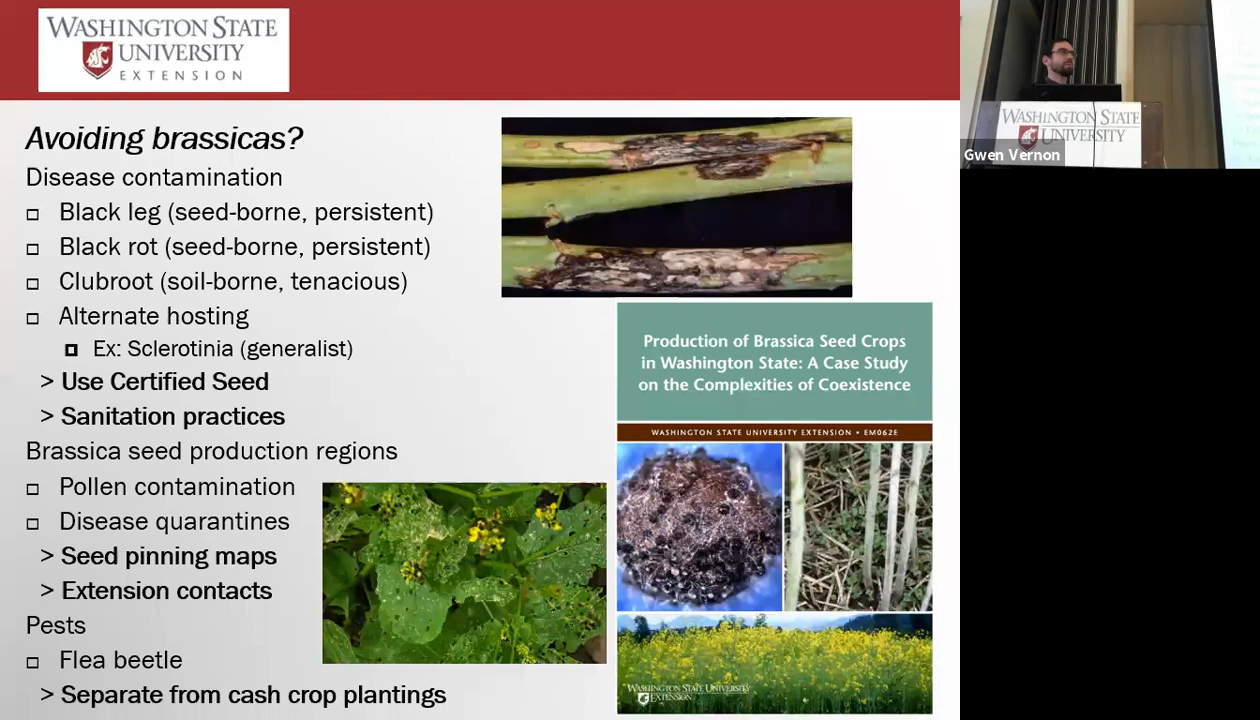 WASHINGTON STATE
UNIVERSITY
EXTENSION
Avoiding brassicas?
Disease contamination
Black leg (seed-borne, persistent)
Black rot (seed-borne, persistent)
Clubroot (soil-borne, tenacious)
Alternate hosting
Ex: Sclerotinia (generalist)
> Use Certified Seed
> Sanitation practices
Brassica seed production regions
Pollen contamination
Disease quarantines
> Seed pinning maps
> Extension contacts
Pests
Flea beetle
> Separate from cash crop plantings
Production of Brassica Seed Crops
in Washington State: A Case Study
on the Complexities of Coexistence
WASHINGTON STATE UNIVERSITY EXTENSION • EM062E
WASHINGTON STATE UNIVERSITY
EXTENSION
WASHINGTON STATE
UNIVERSITY
Gwen Vernon